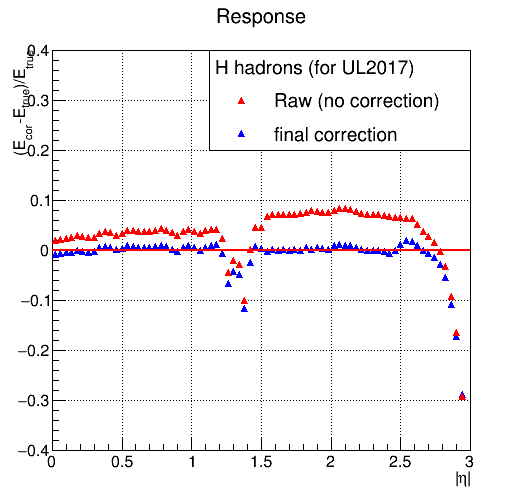 Response
(E_cor-E_true)/E_true
H hadrons (for UL2017)
Raw (no correction)
final correction
0.4
0.3
0.2
0.1
0
−0.1
−0.2
−0.3
−0.4
0 0.5 1 1.5 2 2.5 3
|η|